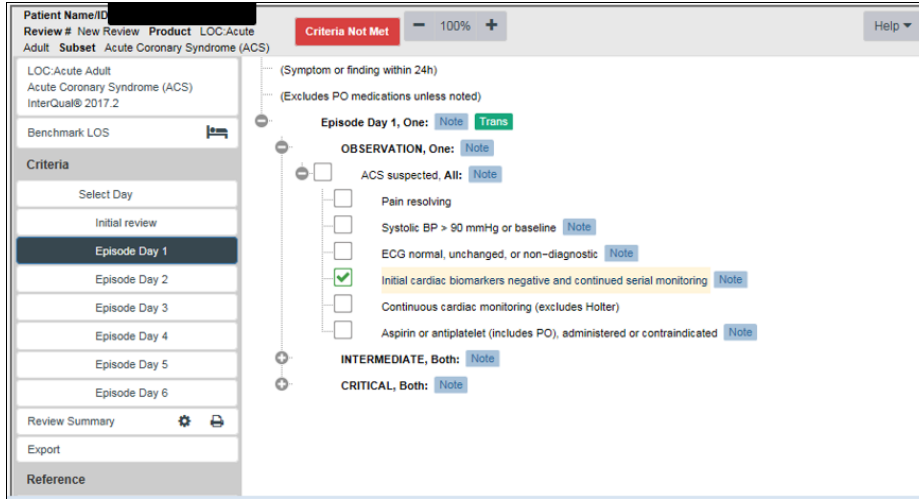 Patient Name/ID
Review # New Review Product LOC:Acute
Adult Subset Acute Coronary Syndrome (ACS)
Criteria Not Met
100%
Help
LOC:Acute Adult
Acute Coronary Syndrome (ACS)
InterQual® 2017.2
Benchmark LOS
Criteria
Select Day
Initial review
Episode Day 1
Episode Day 2
Episode Day 3
Episode Day 4
Episode Day 5
Episode Day 6
Review Summary
Export
Reference
(Symptom or finding within 24h)
(Excludes PO medications unless noted)
Episode Day 1, One: Note Trans
OBSERVATION, One: Note
ACS suspected, All: Note
Pain resolving
Systolic BP > 90 mmHg or baseline Note
ECG normal, unchanged, or non-diagnostic Note
Initial cardiac biomarkers negative and continued serial monitoring Note
Continuous cardiac monitoring (excludes Holter)
Aspirin or antiplatelet (includes PO), administered or contraindicated Note
INTERMEDIATE, Both: Note
CRITICAL, Both: Note